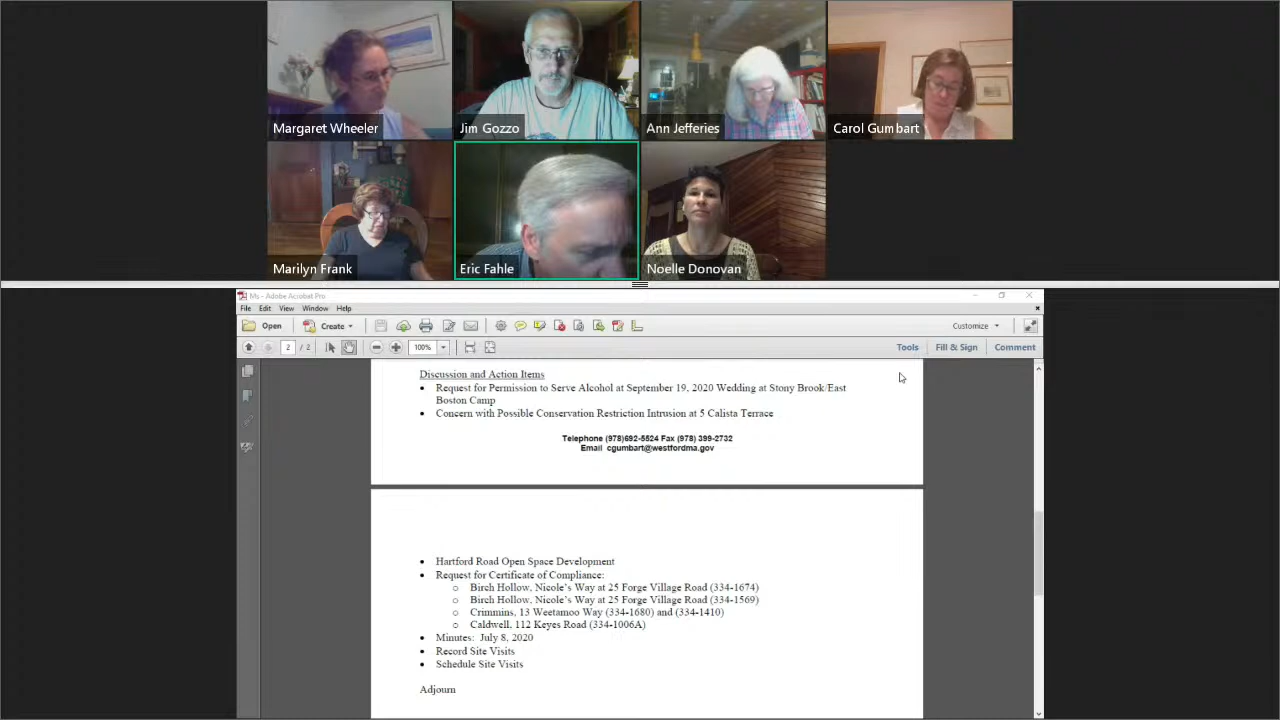 Margaret Wheeler
Jim Gozzo
Ann Jefferies
Carol Gumbart
Marilyn Frank
Eric Fahle
Noelle Donovan
Ms - Adobe Acrobat Pro
File Edit View Window Help
Open Create Customize
2 / 2 100% Tools Fill & Sign Comment
Discussion and Action Items
• Request for Permission to Serve Alcohol at September 19, 2020 Wedding at Stony Brook/East
Boston Camp
• Concern with Possible Conservation Restriction Intrusion at 5 Calista Terrace
Telephone (978)692-5524 Fax (978) 399-2732
Email cgumbart@westfordma.gov
• Hartford Road Open Space Development
• Request for Certificate of Compliance:
o Birch Hollow, Nicole's Way at 25 Forge Village Road (334-1674)
o Birch Hollow, Nicole's Way at 25 Forge Village Road (334-1569)
o Crimmins, 13 Weetamoo Way (334-1680) and (334-1410)
o Caldwell, 112 Keyes Road (334-1006A)
• Minutes: July 8, 2020
• Record Site Visits
• Schedule Site Visits
Adjourn